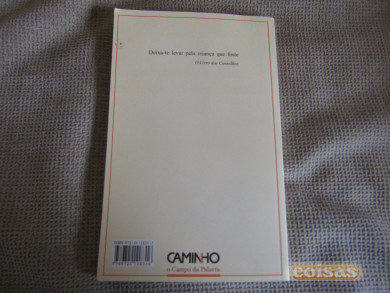 Deixa-te levar pela criança que foste
O Livro dos Conselhos
CAMINHO
o Campo da Palavra
coisas